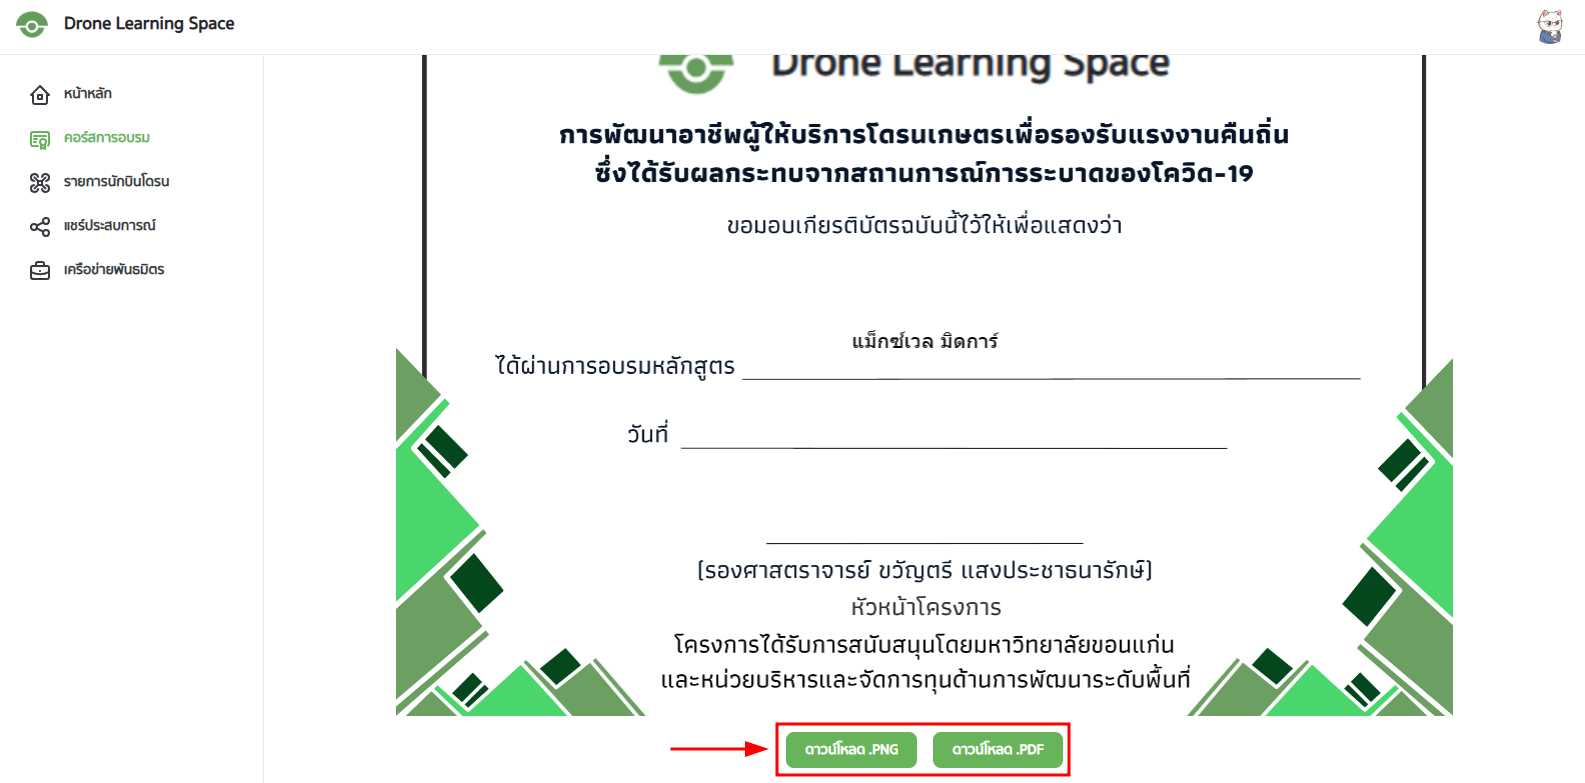 Drone Learning Space
หน้าหลัก
คอร์สการอบรม
รายการนักบินโดรน
แชร์ประสบการณ์
เครือข่ายพันธมิตร
Drone Learning Space
การพัฒนาอาชีพผู้ให้บริการโดรนเกษตรเพื่อรองรับแรงงานคืนถิ่น
ซึ่งได้รับผลกระทบจากสถานการณ์การระบาดของโควิด-19
ขอมอบเกียรติบัตรฉบับนี้ไว้ให้เพื่อแสดงว่า
แม็กซ์เวล มิดการ์
ได้ผ่านการอบรมหลักสูตร
วันที่
(รองศาสตราจารย์ ขวัญตรี แสงประชาธนารักษ์)
หัวหน้าโครงการ
โครงการได้รับการสนับสนุนโดยมหาวิทยาลัยขอนแก่น
และหน่วยบริหารและจัดการทุนด้านการพัฒนาระดับพื้นที่
ดาวน์โหลด .PNG
ดาวน์โหลด .PDF